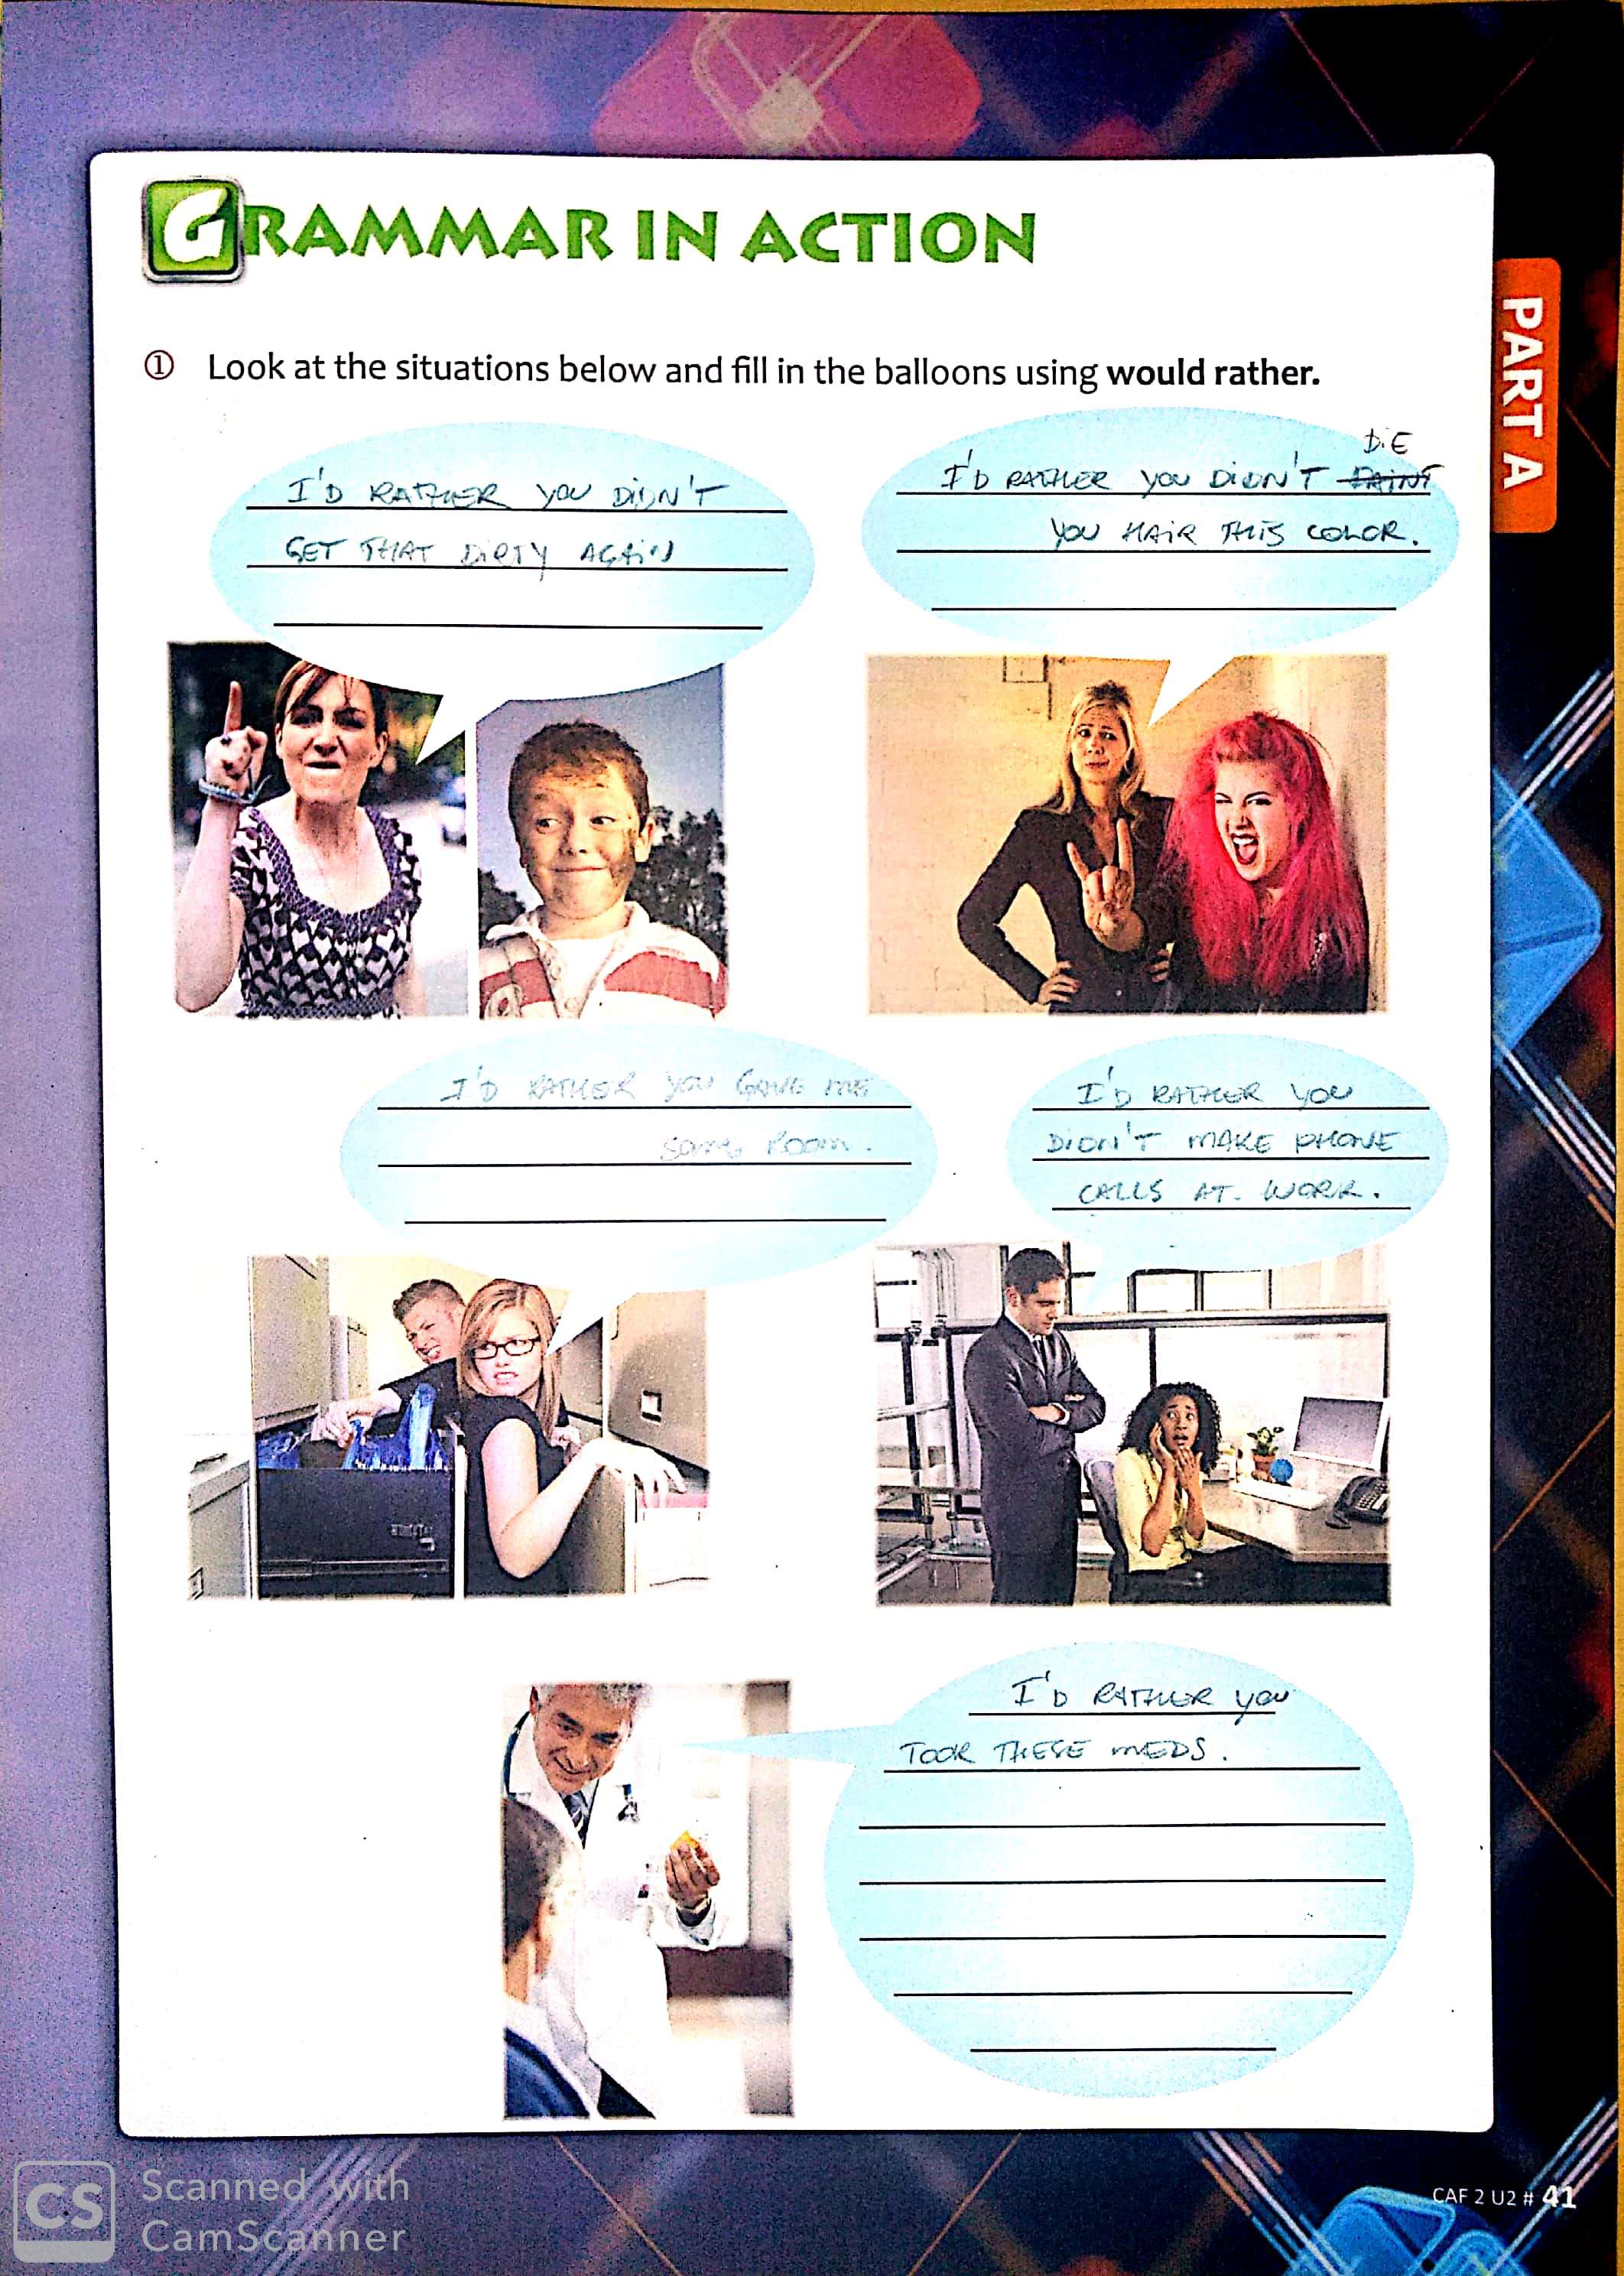 GRAMMAR IN ACTION
PART A
① Look at the situations below and fill in the balloons using would rather.
I'D RATHER YOU DIDN'T
GET THAT DIRTY AGAIN
DIE
I'D RATHER YOU DIDN'T PAINT
YOU HAIR THIS COLOR.
I'D RATHER YOU GAVE ME
SOME ROOM.
I'D RATHER YOU
DIDN'T MAKE PHONE
CALLS AT WORK.
I'D RATHER YOU
TOOK THESE MEDS.
CAF 2 U2 # 41
CS
Scanned with
CamScanner